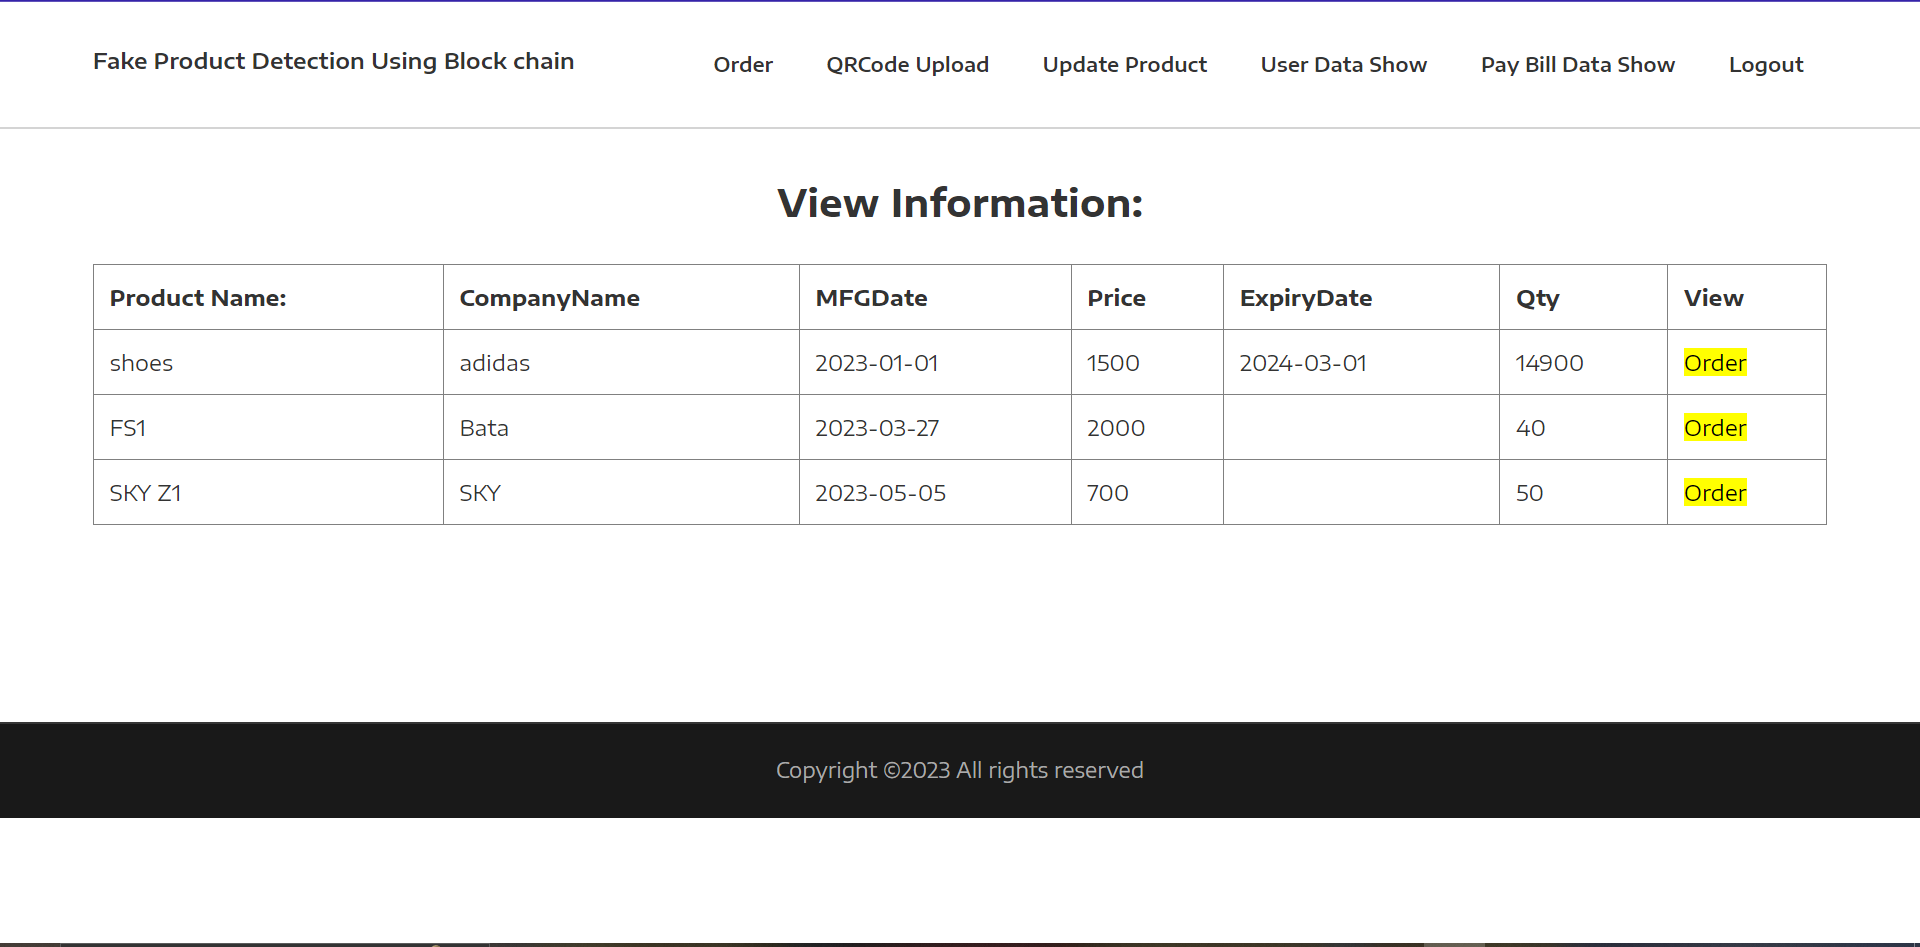 Fake Product Detection Using Block chain
Order QRCode Upload Update Product User Data Show Pay Bill Data Show Logout
View Information:
Product Name: CompanyName MFGDate Price ExpiryDate Qty View
shoes adidas 2023-01-01 1500 2024-03-01 14900 Order
FS1 Bata 2023-03-27 2000 40 Order
SKY Z1 SKY 2023-05-05 700 50 Order
Copyright ©2023 All rights reserved